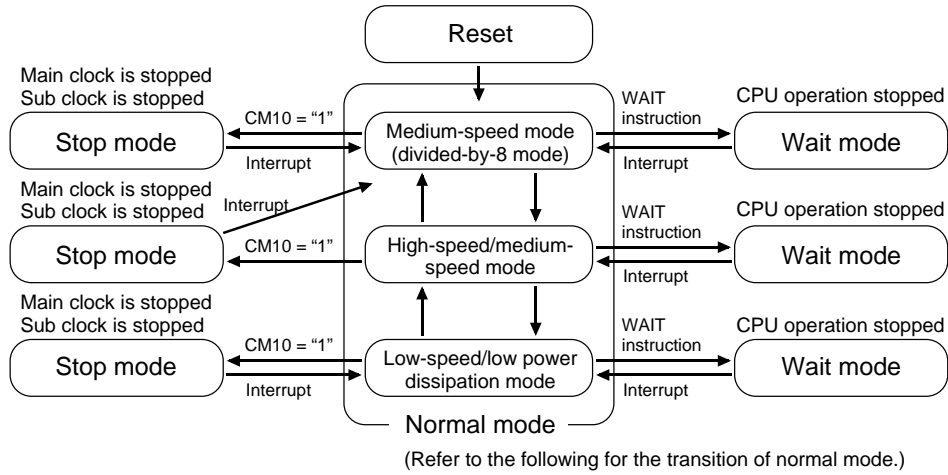 Reset
Main clock is stopped
Sub clock is stopped
Stop mode
CM10 = “1”
Interrupt
Medium-speed mode
(divided-by-8 mode)
WAIT
instruction
Interrupt
CPU operation stopped
Wait mode
Main clock is stopped
Sub clock is stopped
Interrupt
Stop mode
CM10 = “1”
High-speed/medium-
speed mode
WAIT
instruction
Interrupt
CPU operation stopped
Wait mode
Main clock is stopped
Sub clock is stopped
Stop mode
CM10 = “1”
Interrupt
Low-speed/low power
dissipation mode
WAIT
instruction
Interrupt
CPU operation stopped
Wait mode
Normal mode
(Refer to the following for the transition of normal mode.)